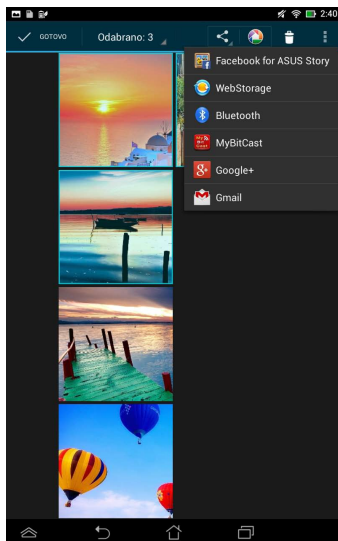 2:40
GOTOVO
Odabrano: 3
Facebook for ASUS Story
WebStorage
Bluetooth
MyBitCast
Google+
Gmail